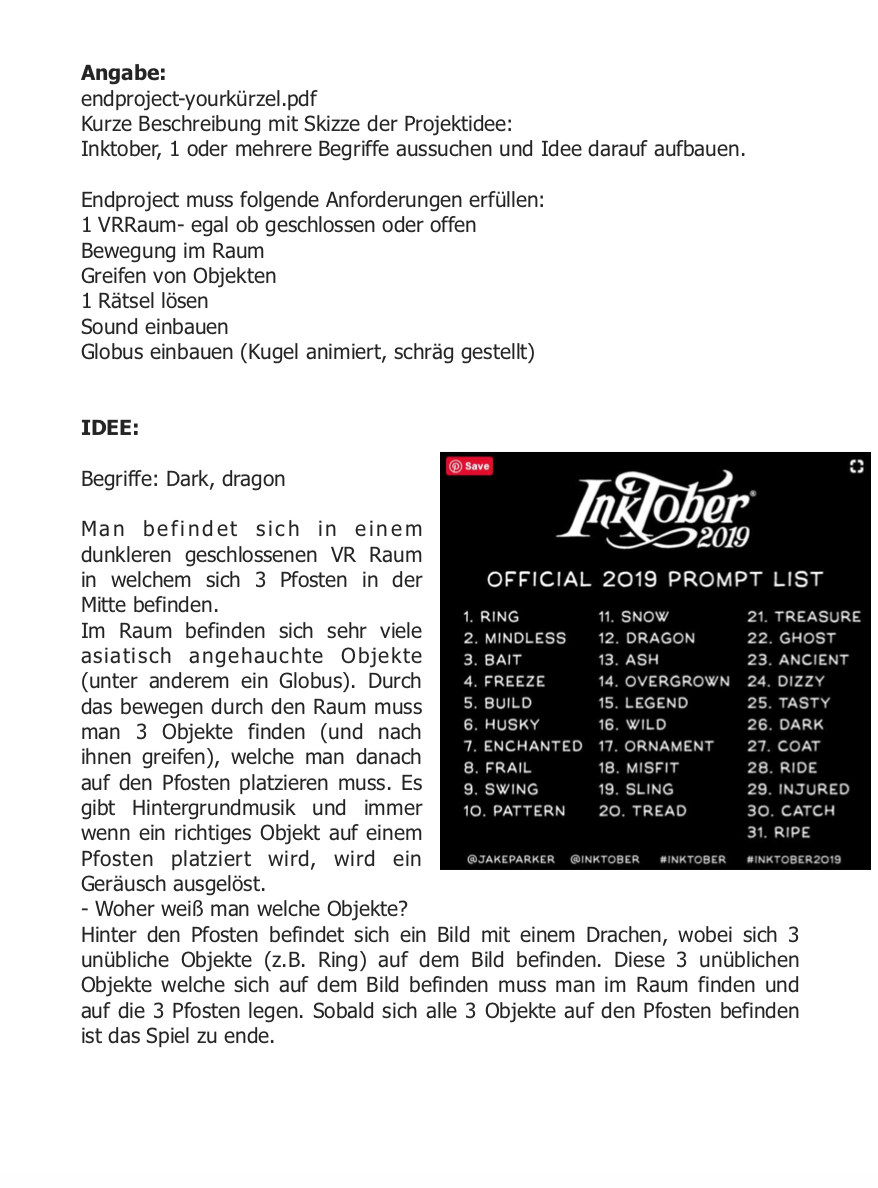 Angabe:
endproject-yourkürzel.pdf
Kurze Beschreibung mit Skizze der Projektidee:
Inktober, 1 oder mehrere Begriffe aussuchen und Idee darauf aufbauen.
Endproject muss folgende Anforderungen erfüllen:
1 VRRaum- egal ob geschlossen oder offen
Bewegung im Raum
Greifen von Objekten
1 Rätsel lösen
Sound einbauen
Globus einbauen (Kugel animiert, schräg gestellt)
IDEE:
Begriffe: Dark, dragon
Man befindet sich in einem
dunkleren geschlossenen VR Raum
in welchem sich 3 Pfosten in der
Mitte befinden.
Im Raum befinden sich sehr viele
asiatisch angehauchte Objekte
(unter anderem ein Globus). Durch
das bewegen durch den Raum muss
man 3 Objekte finden (und nach
ihnen greifen), welche man danach
auf den Pfosten platzieren muss. Es
gibt Hintergrundmusik und immer
wenn ein richtiges Objekt auf einem
Pfosten platziert wird, wird ein
Geräusch ausgelöst.
- Woher weiß man welche Objekte?
Hinter den Pfosten befindet sich ein Bild mit einem Drachen, wobei sich 3
unübliche Objekte (z.B. Ring) auf dem Bild befinden. Diese 3 unüblichen
Objekte welche sich auf dem Bild befinden muss man im Raum finden und
auf die 3 Pfosten legen. Sobald sich alle 3 Objekte auf den Pfosten befinden
ist das Spiel zu ende.
Save
InkTober®
2019
OFFICIAL 2019 PROMPT LIST
1. RING
2. MINDLESS
3. BAIT
4. FREEZE
5. BUILD
6. HUSKY
7. ENCHANTED
8. FRAIL
9. SWING
10. PATTERN
11. SNOW
12. DRAGON
13. ASH
14. OVERGROWN
15. LEGEND
16. WILD
17. ORNAMENT
18. MISFIT
19. SLING
20. TREAD
21. TREASURE
22. GHOST
23. ANCIENT
24. DIZZY
25. TASTY
26. DARK
27. COAT
28. RIDE
29. INJURED
30. CATCH
31. RIPE
@JAKEPARKER @INKTOBER #INKTOBER #INKTOBER2019